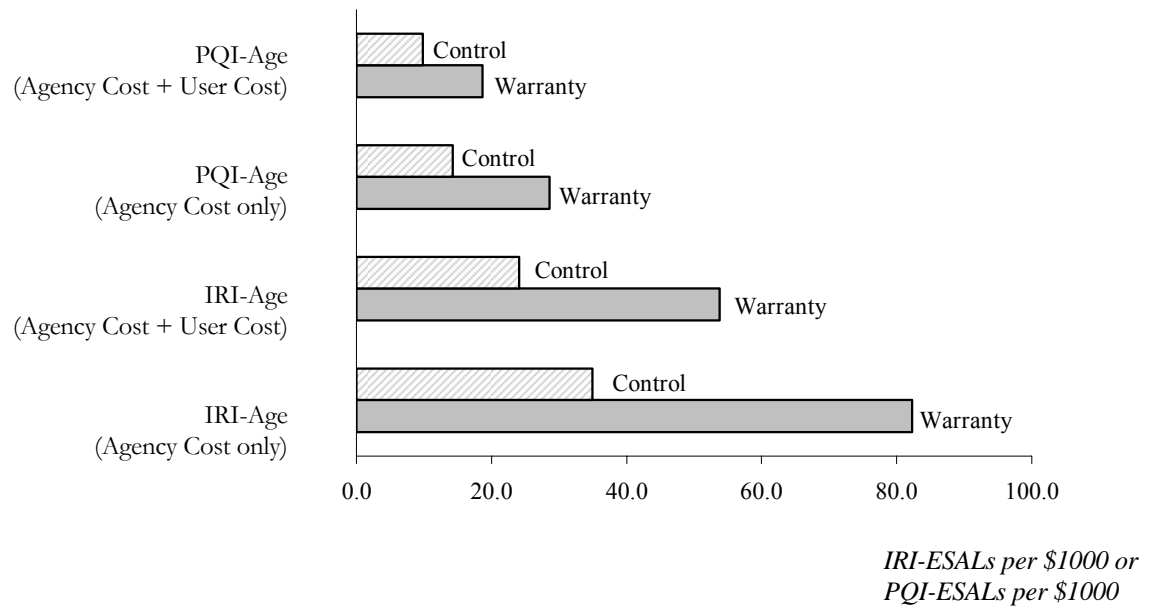 PQI-Age
(Agency Cost + User Cost)
Control
Warranty
PQI-Age
(Agency Cost only)
Control
Warranty
IRI-Age
(Agency Cost + User Cost)
Control
Warranty
IRI-Age
(Agency Cost only)
Control
Warranty
0.0 20.0 40.0 60.0 80.0 100.0
IRI-ESALs per $1000 or
PQI-ESALs per $1000